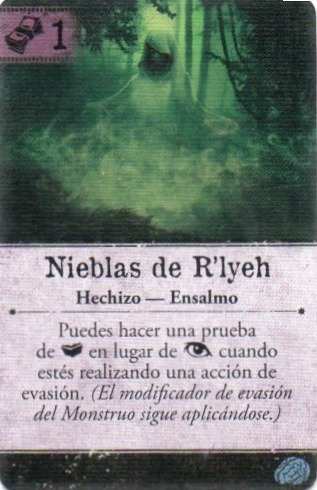 1
Nieblas de R'lyeh
Hechizo — Ensalmo
Puedes hacer una prueba
de en lugar de cuando
estés realizando una acción de
evasión. (El modificador de evasión
del Monstruo sigue aplicándose.)